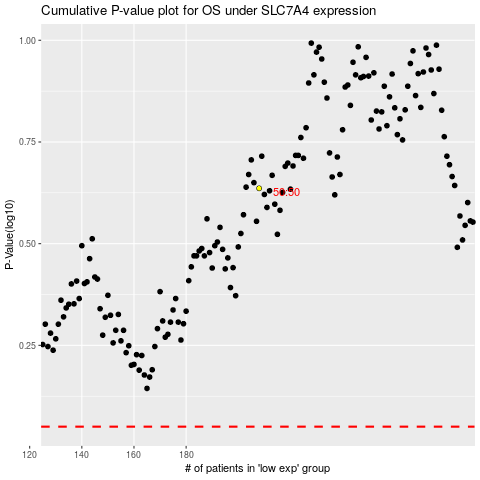 Cumulative P-value plot for OS under SLC7A4 expression
P-Value(log10)
1.00
0.75
0.50
0.25
50:50
120 140 160 180
# of patients in 'low exp' group